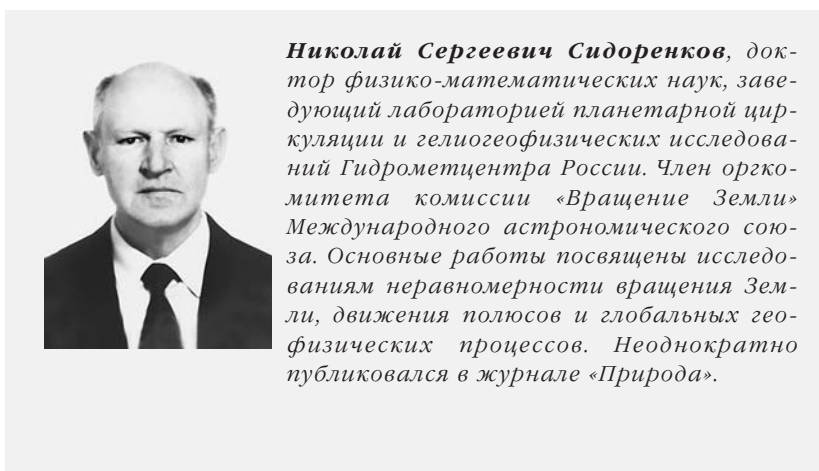 Николай Сергеевич Сидоренков, док-
тор физико-математических наук, заве-
дующий лабораторией планетарной цир-
куляции и гелиогеофизических исследова-
ний Гидрометцентра России. Член оргко-
митета комиссии «Вращение Земли»
Международного астрономического сою-
за. Основные работы посвящены исследо-
ваниям неравномерности вращения Зем-
ли, движения полюсов и глобальных гео-
физических процессов. Неоднократно
публиковался в журнале «Природа».